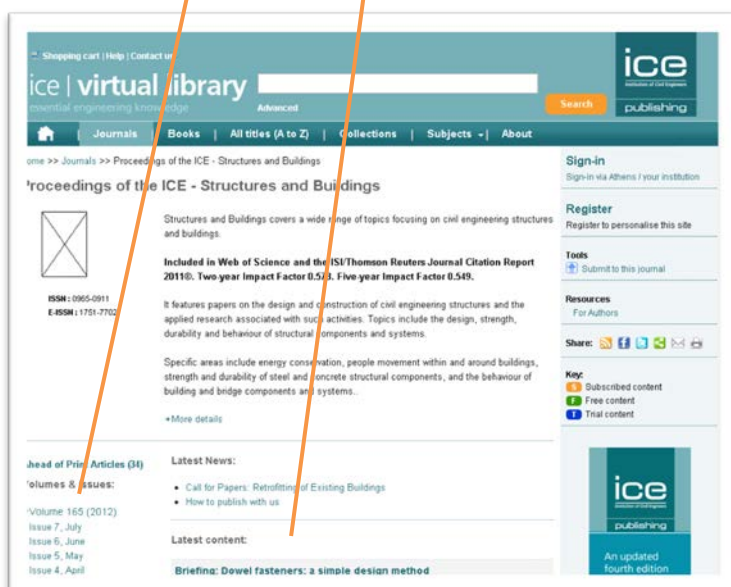 Shopping cart | Help | Contact us
ice | virtual library
essential engineering knowledge
Advanced
Search
ice
Institution of Civil Engineers
publishing
Journals | Books | All titles (A to Z) | Collections | Subjects | About
ome >> Journals >> Proceedings of the ICE - Structures and Buildings
Proceedings of the ICE - Structures and Buildings
ISSN : 0965-0911
E-ISSN : 1751-7702
Structures and Buildings covers a wide range of topics focusing on civil engineering structures
and buildings.
Included in Web of Science and the ISI/Thomson Reuters Journal Citation Report
2011©. Two-year Impact Factor 0.573. Five-year Impact Factor 0.549.
It features papers on the design and construction of civil engineering structures and the
applied research associated with such activities. Topics include the design, strength,
durability and behaviour of structural components and systems.
Specific areas include energy conservation, people movement within and around buildings,
strength and durability of steel and concrete structural components, and the behaviour of
building and bridge components and systems..
+More details
Ahead of Print Articles (34)
Volumes & Issues:
Volume 165 (2012)
Issue 7, July
Issue 6, June
Issue 5, May
Issue 4, April
Latest News:
• Call for Papers: Retrofitting of Existing Buildings
• How to publish with us
Latest content:
Briefing: Dowel fasteners: a simple design method
Sign-in
Sign-in via Athens / your institution
Register
Register to personalise this site
Tools
Submit to this journal
Resources
For Authors
Share:
Key:
S Subscribed content
F Free content
T Trial content
ice
Institution of Civil Engineers
publishing
An updated
fourth edition